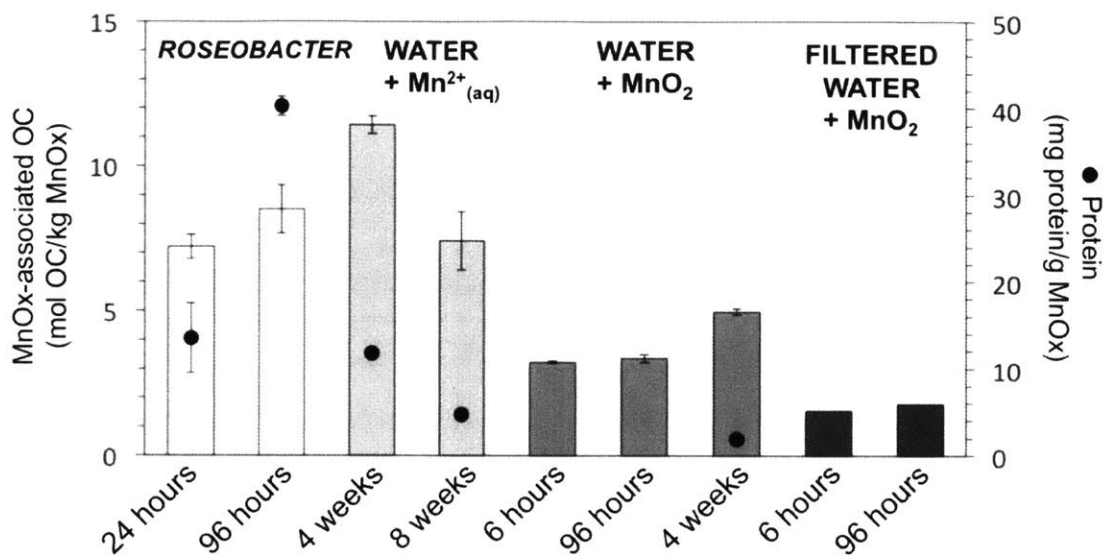 15
10
5
0
MnOx-associated OC
(mol OC/kg MnOx)
ROSEOBACTER
WATER
+ Mn²⁺(aq)
WATER
+ MnO₂
FILTERED
WATER
+ MnO₂
50
40
30
20
10
0
● Protein
(mg protein/g MnOx)
24 hours
96 hours
4 weeks
8 weeks
6 hours
96 hours
4 weeks
6 hours
96 hours